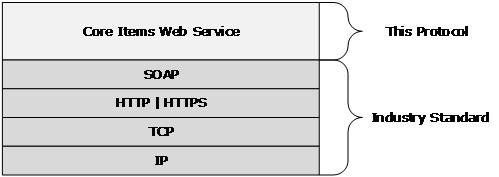 Core Items Web Service
This Protocol
SOAP
HTTP | HTTPS
Industry Standard
TCP
IP